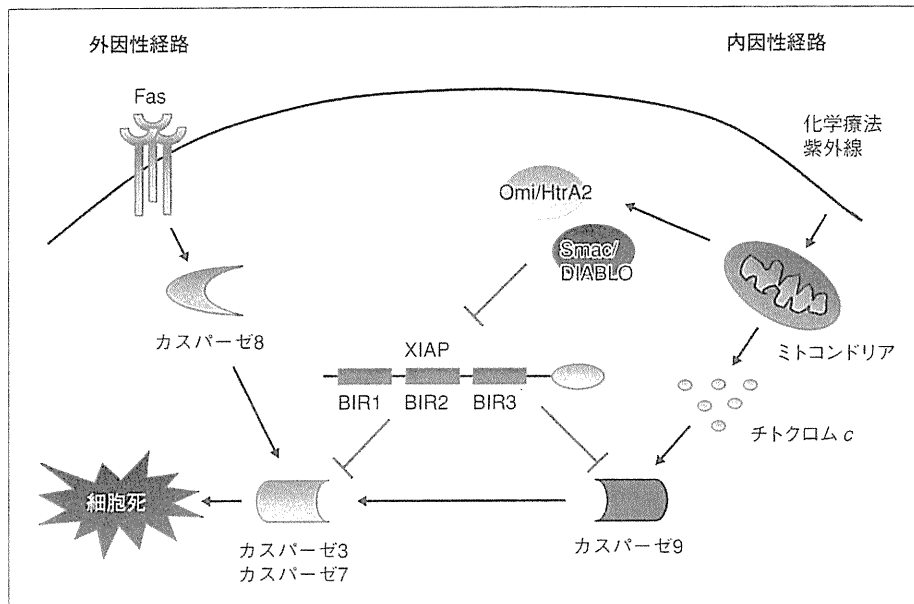 外因性経路
内因性経路
Fas
化学療法
紫外線
Omi/HtrA2
Smac/
DIABLO
カスパーゼ8
XIAP
ミトコンドリア
BIR1 BIR2 BIR3
チトクロム c
細胞死
カスパーゼ3
カスパーゼ7
カスパーゼ9